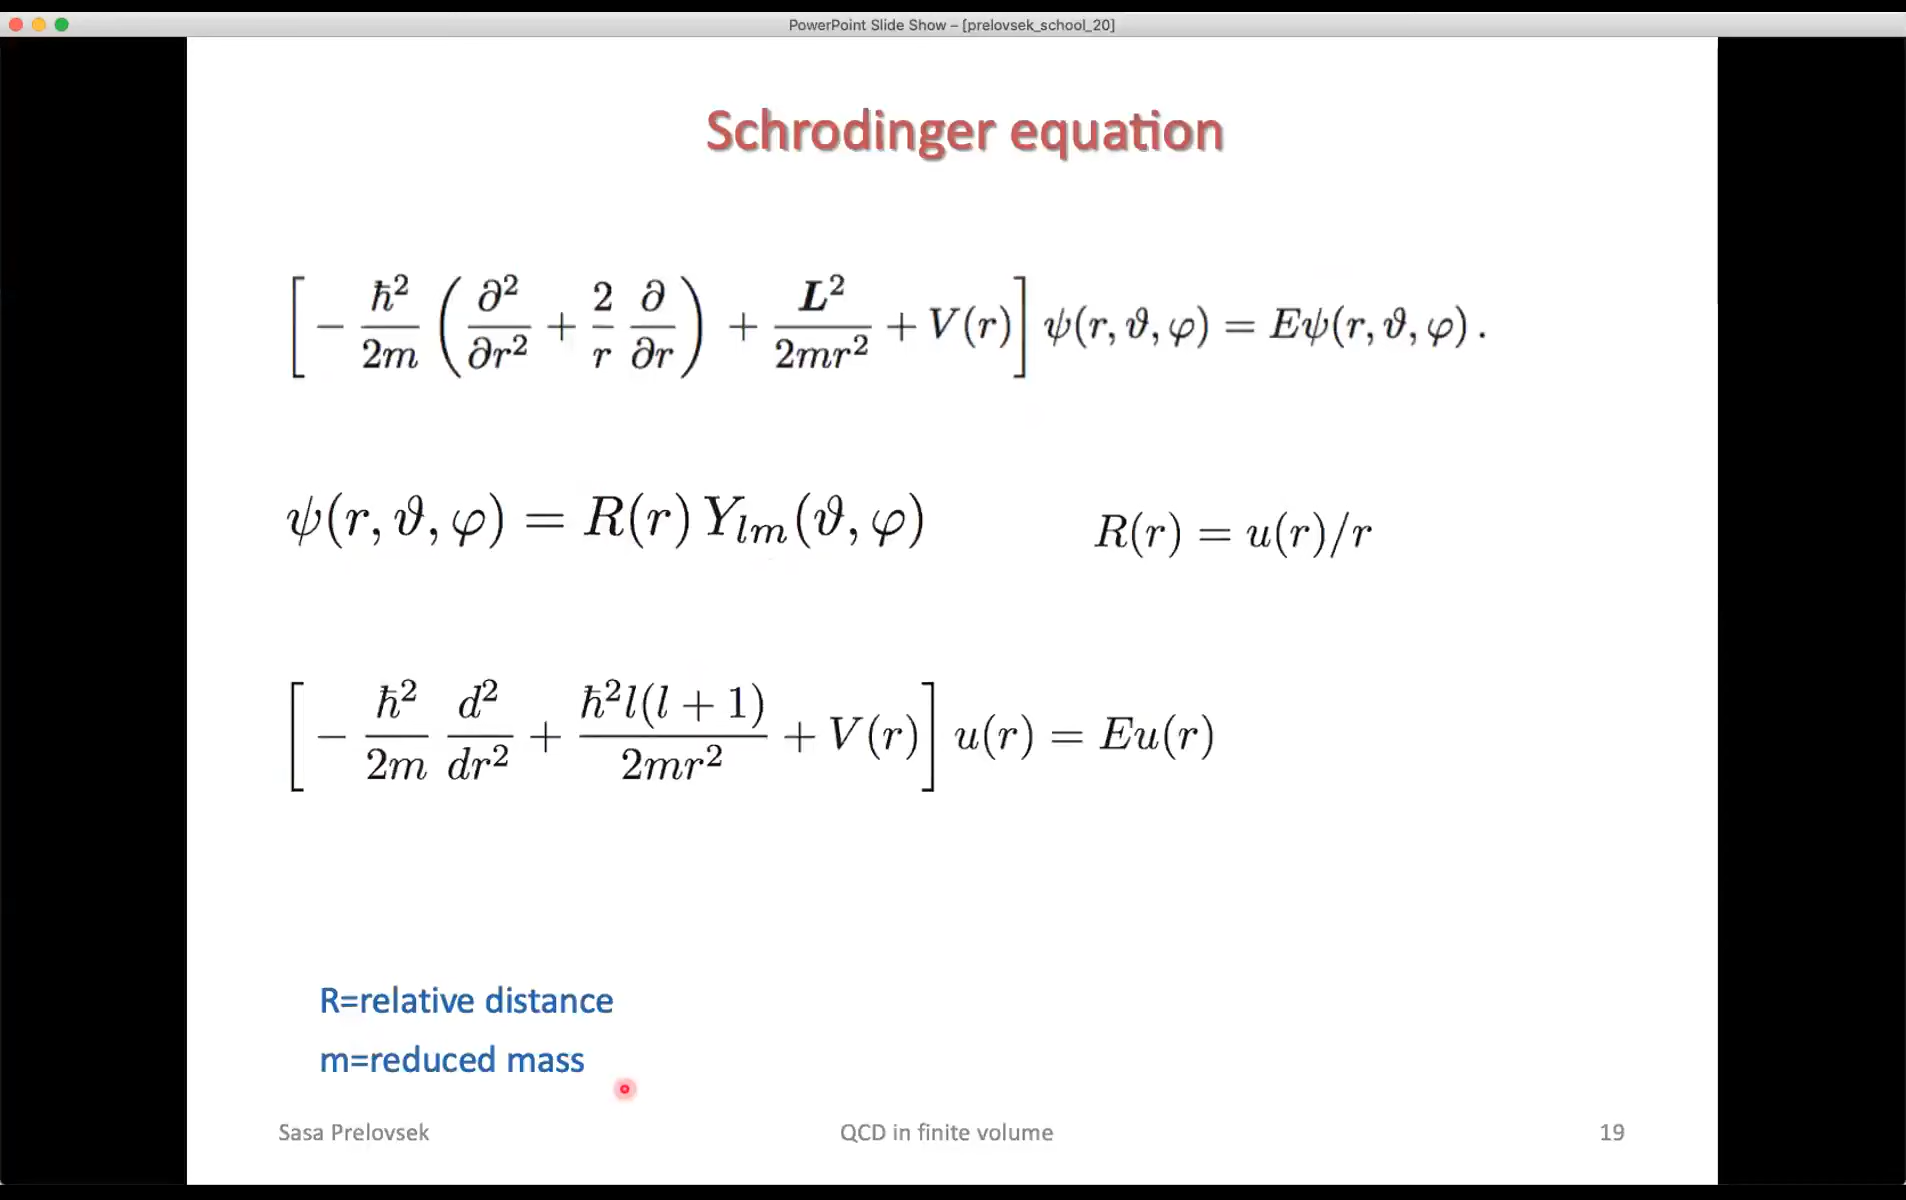 PowerPoint Slide Show – [prelovsek_school_20]
Schrodinger equation
[ − ℏ²/2m ( ∂²/∂r² + 2/r ∂/∂r ) + L²/2mr² + V(r) ] ψ(r, ϑ, φ) = Eψ(r, ϑ, φ) .
ψ(r, ϑ, φ) = R(r) Yₗₘ(ϑ, φ) R(r) = u(r)/r
[ − ℏ²/2m d²/dr² + ℏ²l(l + 1)/2mr² + V(r) ] u(r) = Eu(r)
R=relative distance
m=reduced mass
Sasa Prelovsek QCD in finite volume 19